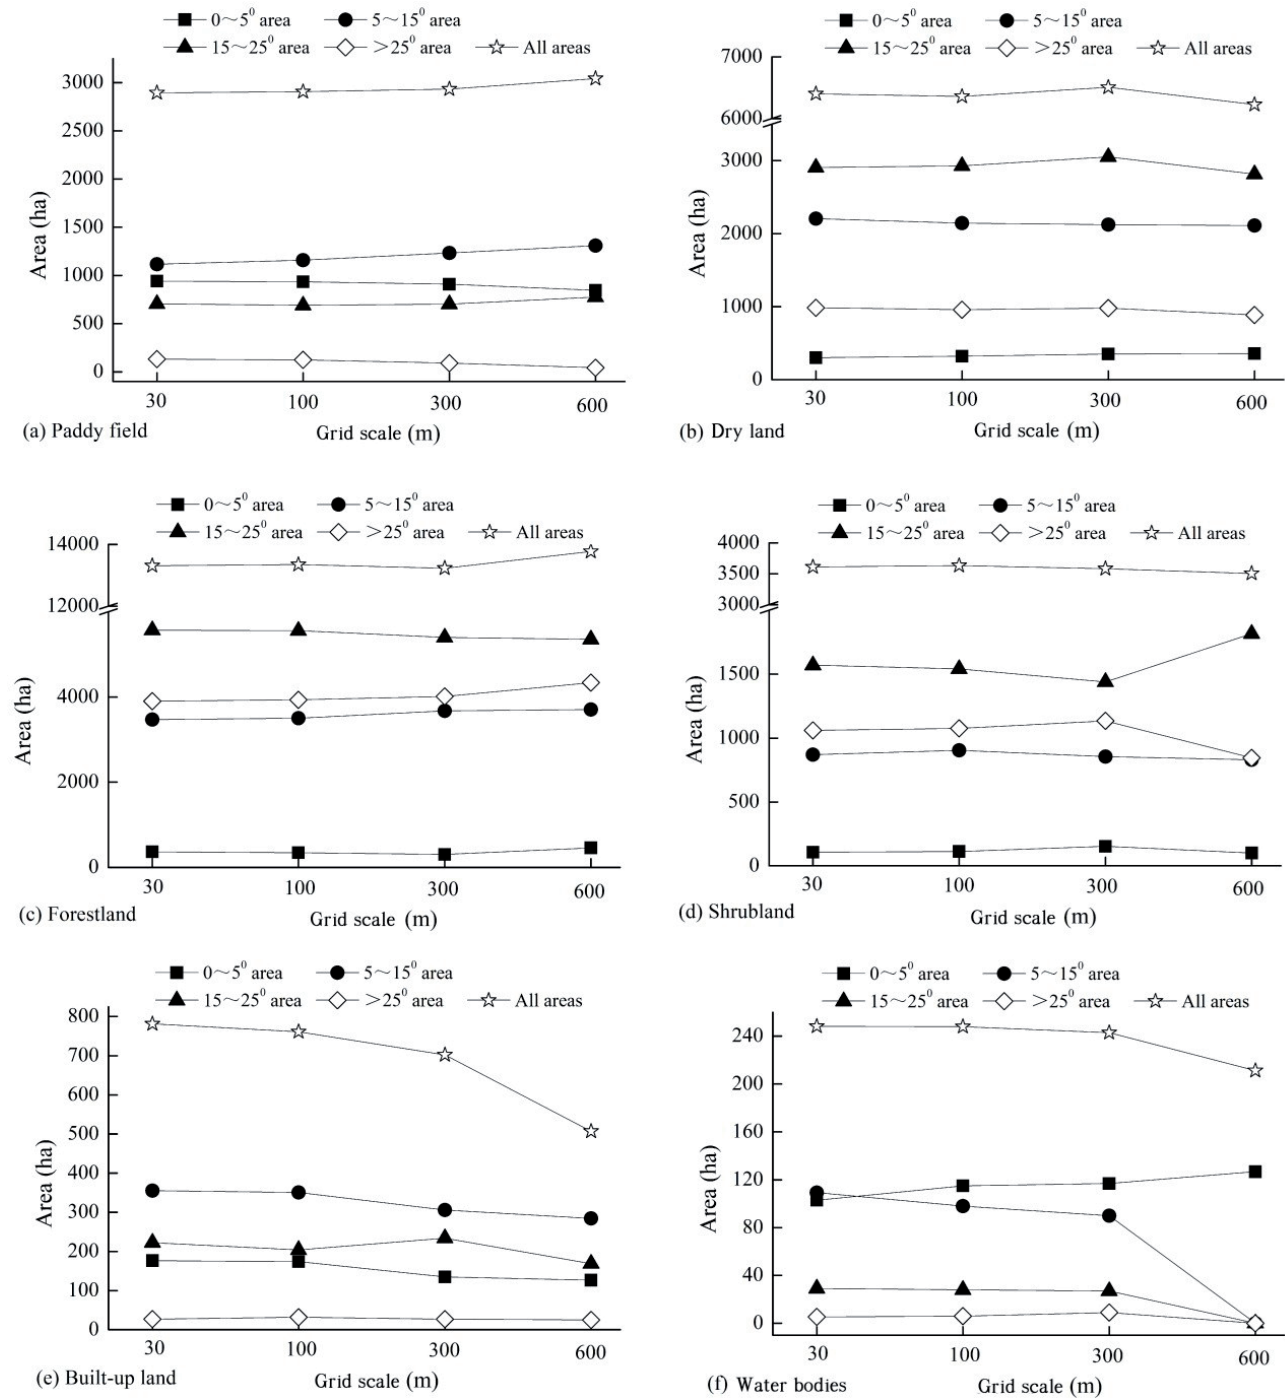 0～5⁰ area 5～15⁰ area
15～25⁰ area >25⁰ area All areas
3000
2500
2000
1500
1000
500
0
Area (ha)
30 100 300 600
(a) Paddy field Grid scale (m)
0～5⁰ area 5～15⁰ area
15～25⁰ area >25⁰ area All areas
7000
6000
3000
2000
1000
0
Area (ha)
30 100 300 600
(b) Dry land Grid scale (m)
0～5⁰ area 5～15⁰ area
15～25⁰ area >25⁰ area All areas
14000
12000
4000
2000
0
Area (ha)
30 100 300 600
(c) Forestland Grid scale (m)
0～5⁰ area 5～15⁰ area
15～25⁰ area >25⁰ area All areas
4000
3500
3000
1500
1000
500
0
Area (ha)
30 100 300 600
(d) Shrubland Grid scale (m)
0～5⁰ area 5～15⁰ area
15～25⁰ area >25⁰ area All areas
800
700
600
500
400
300
200
100
0
Area (ha)
30 100 300 600
(e) Built-up land Grid scale (m)
0～5⁰ area 5～15⁰ area
15～25⁰ area >25⁰ area All areas
240
200
160
120
80
40
0
Area (ha)
30 100 300 600
(f) Water bodies Grid scale (m)